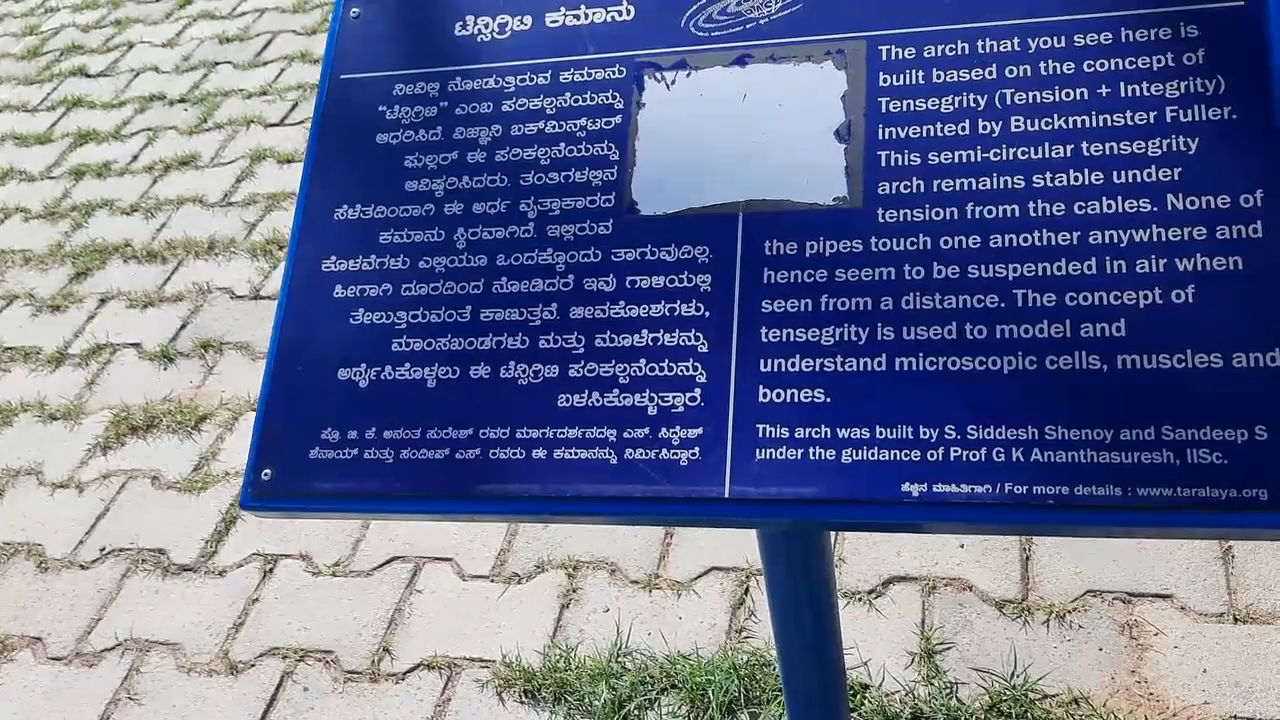 ಟೆನ್ಸಿಗ್ರಿಟಿ ಕಮಾನು
ನೀವಿಲ್ಲಿ ನೋಡುತ್ತಿರುವ ಕಮಾನು
“ಟೆನ್ಸಿಗ್ರಿಟಿ” ಎಂಬ ಪರಿಕಲ್ಪನೆಯನ್ನು
ಆಧರಿಸಿದೆ. ವಿಜ್ಞಾನಿ ಬಕ್‌ಮಿನ್ಸ್‌ಟರ್
ಫುಲ್ಲರ್ ಈ ಪರಿಕಲ್ಪನೆಯನ್ನು
ಆವಿಷ್ಕರಿಸಿದರು. ತಂತಿಗಳಲ್ಲಿನ
ಸೆಳೆತದಿಂದಾಗಿ ಈ ಅರ್ಧ ವೃತ್ತಾಕಾರದ
ಕಮಾನು ಸ್ಥಿರವಾಗಿದೆ. ಇಲ್ಲಿರುವ
ಕೊಳವೆಗಳು ಎಲ್ಲಿಯೂ ಒಂದಕ್ಕೊಂದು ತಾಗುವುದಿಲ್ಲ.
ಹೀಗಾಗಿ ದೂರದಿಂದ ನೋಡಿದರೆ ಇವು ಗಾಳಿಯಲ್ಲಿ
ತೇಲುತ್ತಿರುವಂತೆ ಕಾಣುತ್ತವೆ. ಜೀವಕೋಶಗಳು,
ಮಾಂಸಖಂಡಗಳು ಮತ್ತು ಮೂಳೆಗಳನ್ನು
ಅರ್ಥೈಸಿಕೊಳ್ಳಲು ಈ ಟೆನ್ಸಿಗ್ರಿಟಿ ಪರಿಕಲ್ಪನೆಯನ್ನು
ಬಳಸಿಕೊಳ್ಳುತ್ತಾರೆ.
ಪ್ರೊ. ಜಿ. ಕೆ. ಅನಂತ ಸುರೇಶ್ ರವರ ಮಾರ್ಗದರ್ಶನದಲ್ಲಿ ಎಸ್. ಸಿದ್ಧೇಶ್
ಶೆನಾಯ್ ಮತ್ತು ಸಂದೀಪ್ ಎಸ್. ರವರು ಈ ಕಮಾನನ್ನು ನಿರ್ಮಿಸಿದ್ದಾರೆ.
The arch that you see here is
built based on the concept of
Tensegrity (Tension + Integrity)
invented by Buckminster Fuller.
This semi-circular tensegrity
arch remains stable under
tension from the cables. None of
the pipes touch one another anywhere and
hence seem to be suspended in air when
seen from a distance. The concept of
tensegrity is used to model and
understand microscopic cells, muscles and
bones.
This arch was built by S. Siddesh Shenoy and Sandeep S
under the guidance of Prof G K Ananthasuresh, IISc.
ಹೆಚ್ಚಿನ ಮಾಹಿತಿಗಾಗಿ / For more details : www.taralaya.org